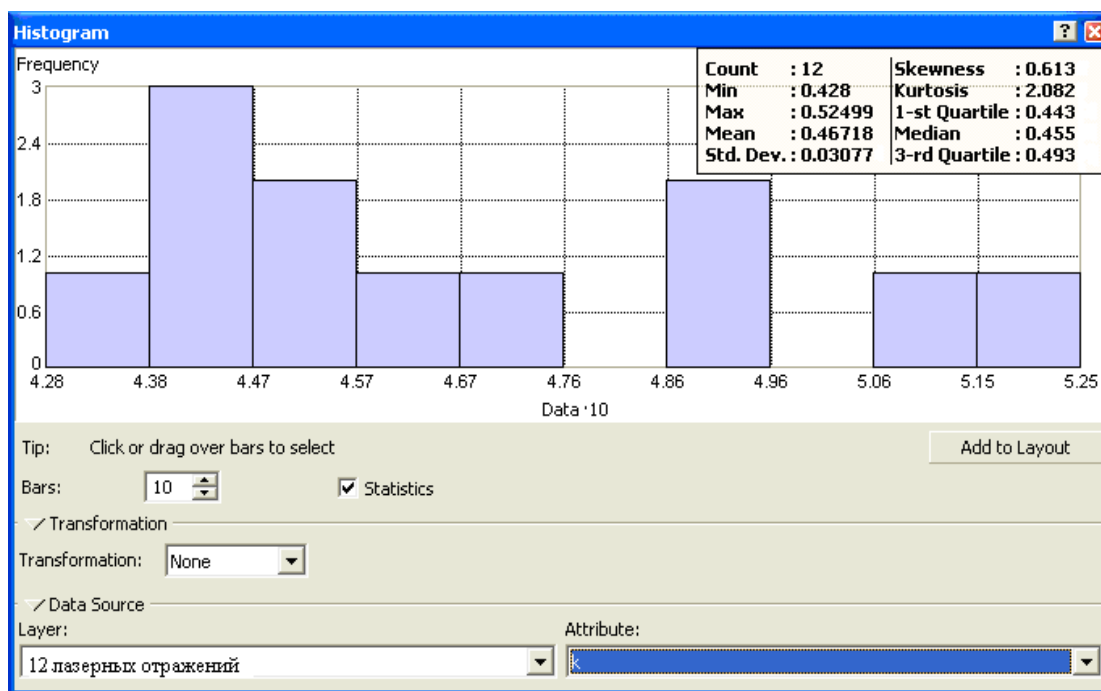 Histogram
Frequency
Count : 12 Skewness : 0.613
Min : 0.428 Kurtosis : 2.082
Max : 0.52499 1-st Quartile : 0.443
Mean : 0.46718 Median : 0.455
Std. Dev. : 0.03077 3-rd Quartile : 0.493
3
2.4
1.8
1.2
0.6
0
4.28 4.38 4.47 4.57 4.67 4.76 4.86 4.96 5.06 5.15 5.25
Data ·10
Tip: Click or drag over bars to select
Add to Layout
Bars: 10 Statistics
Transformation
Transformation: None
Data Source
Layer: Attribute:
12 лазерных отражений k